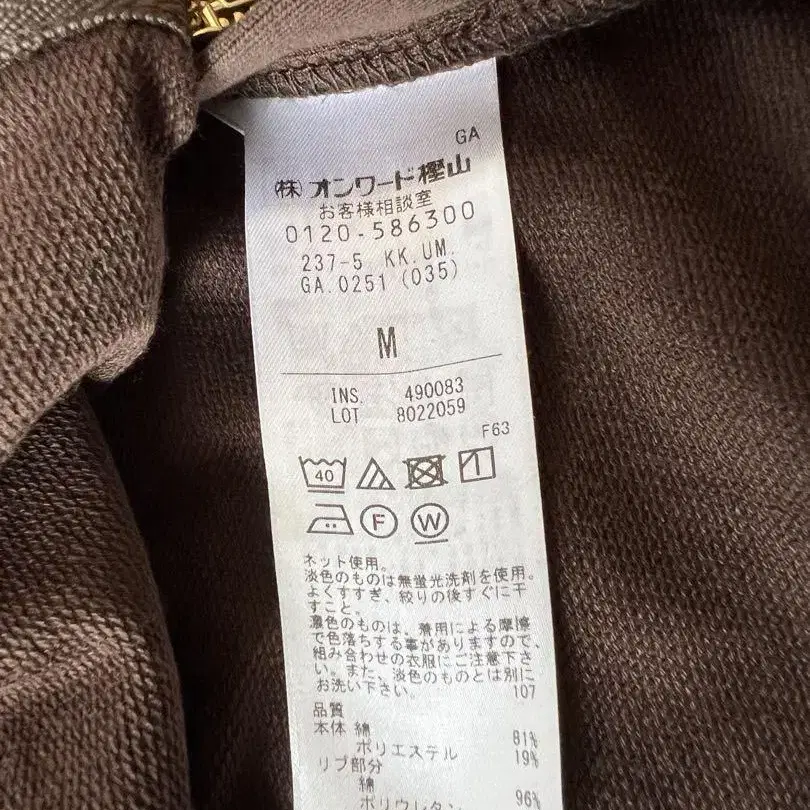 GA
(株)オンワード樫山
お客様相談室
0120-586300
237-5 KK.UM.
GA.0251 (035)
M
INS. 490083
LOT 8022059
F63
40
F
W
ネット使用。
淡色のものは無蛍光洗剤を使用。
よくすすぎ、絞りの後すぐに干
すこと。
濃色のものは、着用による摩擦
で色落ちする事がありますので、
組み合わせの衣服にご注意下さ
い。また、淡色のものとは別に
お洗い下さい。 107
品質
本体 綿 81%
ポリエステル 19%
リブ部分
綿 96%
ポリウレタン